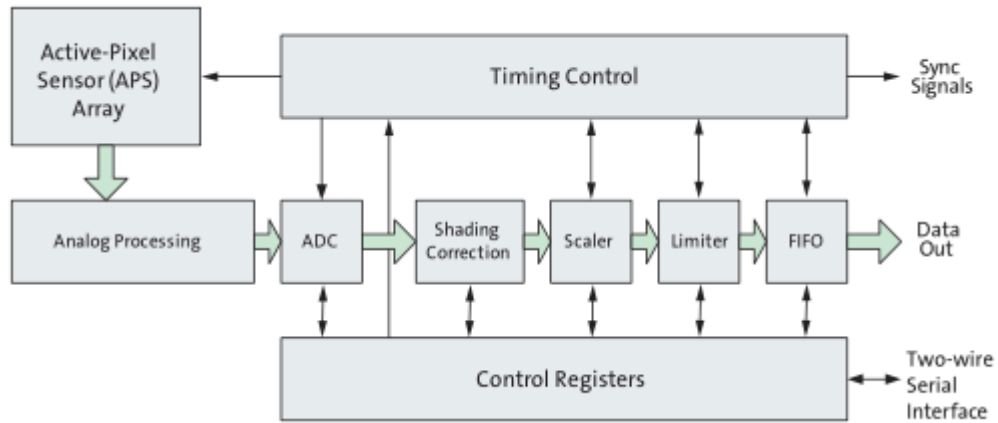 Active-Pixel
Sensor (APS)
Array
Timing Control
Sync
Signals
Analog Processing
ADC
Shading
Correction
Scaler
Limiter
FIFO
Data
Out
Control Registers
Two-wire
Serial
Interface